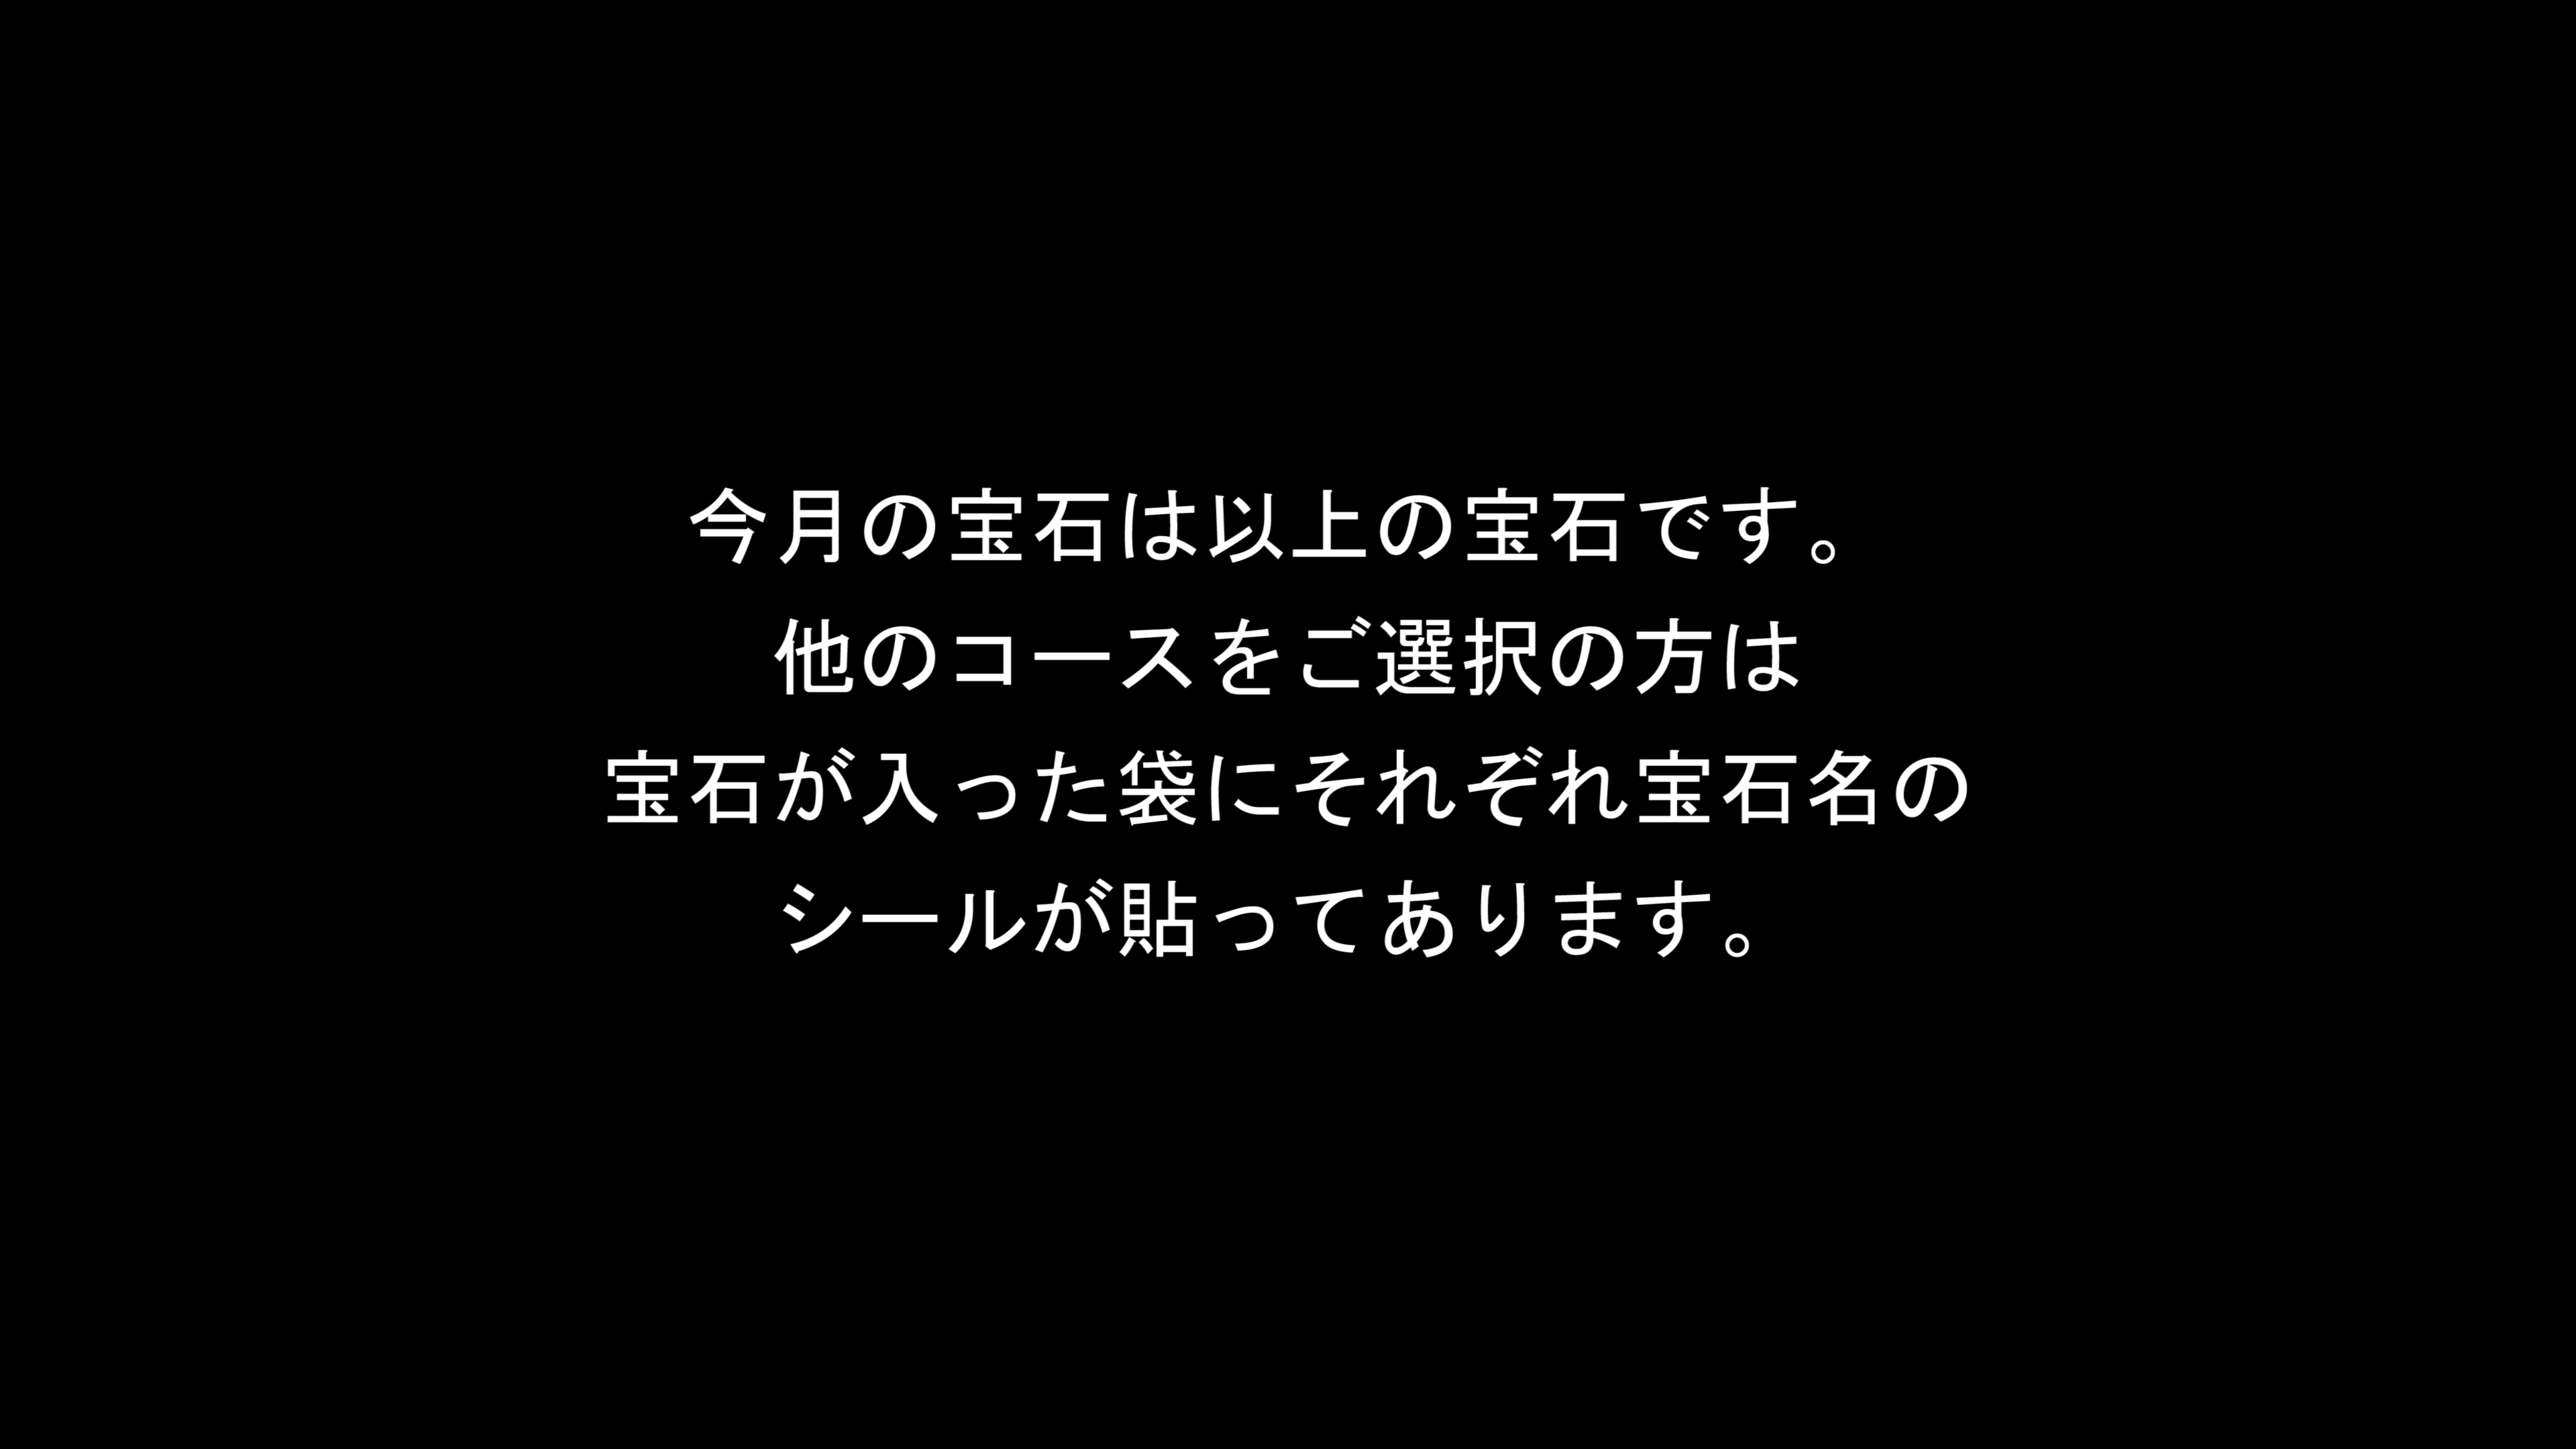 今月の宝石は以上の宝石です。
他のコースをご選択の方は
宝石が入った袋にそれぞれ宝石名の
シールが貼ってあります。